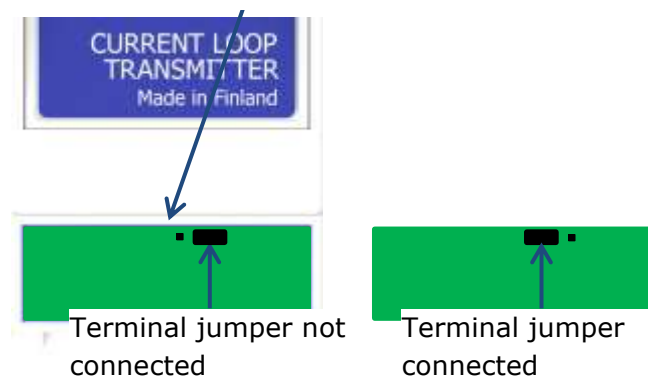 CURRENT LOOP
TRANSMITTER
Made in Finland
Terminal jumper not
connected
Terminal jumper
connected